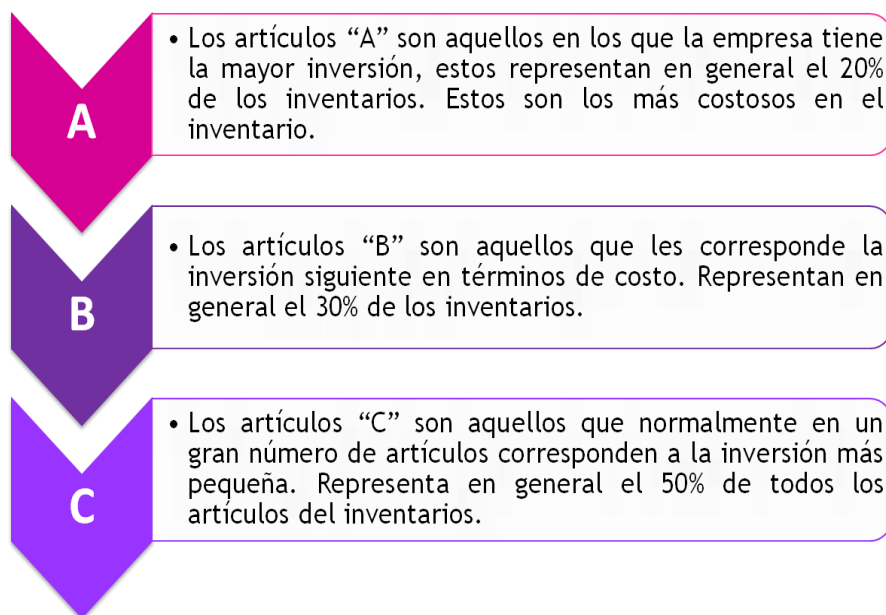 • Los artículos “A” son aquellos en los que la empresa tiene
la mayor inversión, estos representan en general el 20%
de los inventarios. Estos son los más costosos en el
inventario.
A
• Los artículos “B” son aquellos que les corresponde la
inversión siguiente en términos de costo. Representan en
general el 30% de los inventarios.
B
• Los artículos “C” son aquellos que normalmente en un
gran número de artículos corresponden a la inversión más
pequeña. Representa en general el 50% de todos los
artículos del inventarios.
C